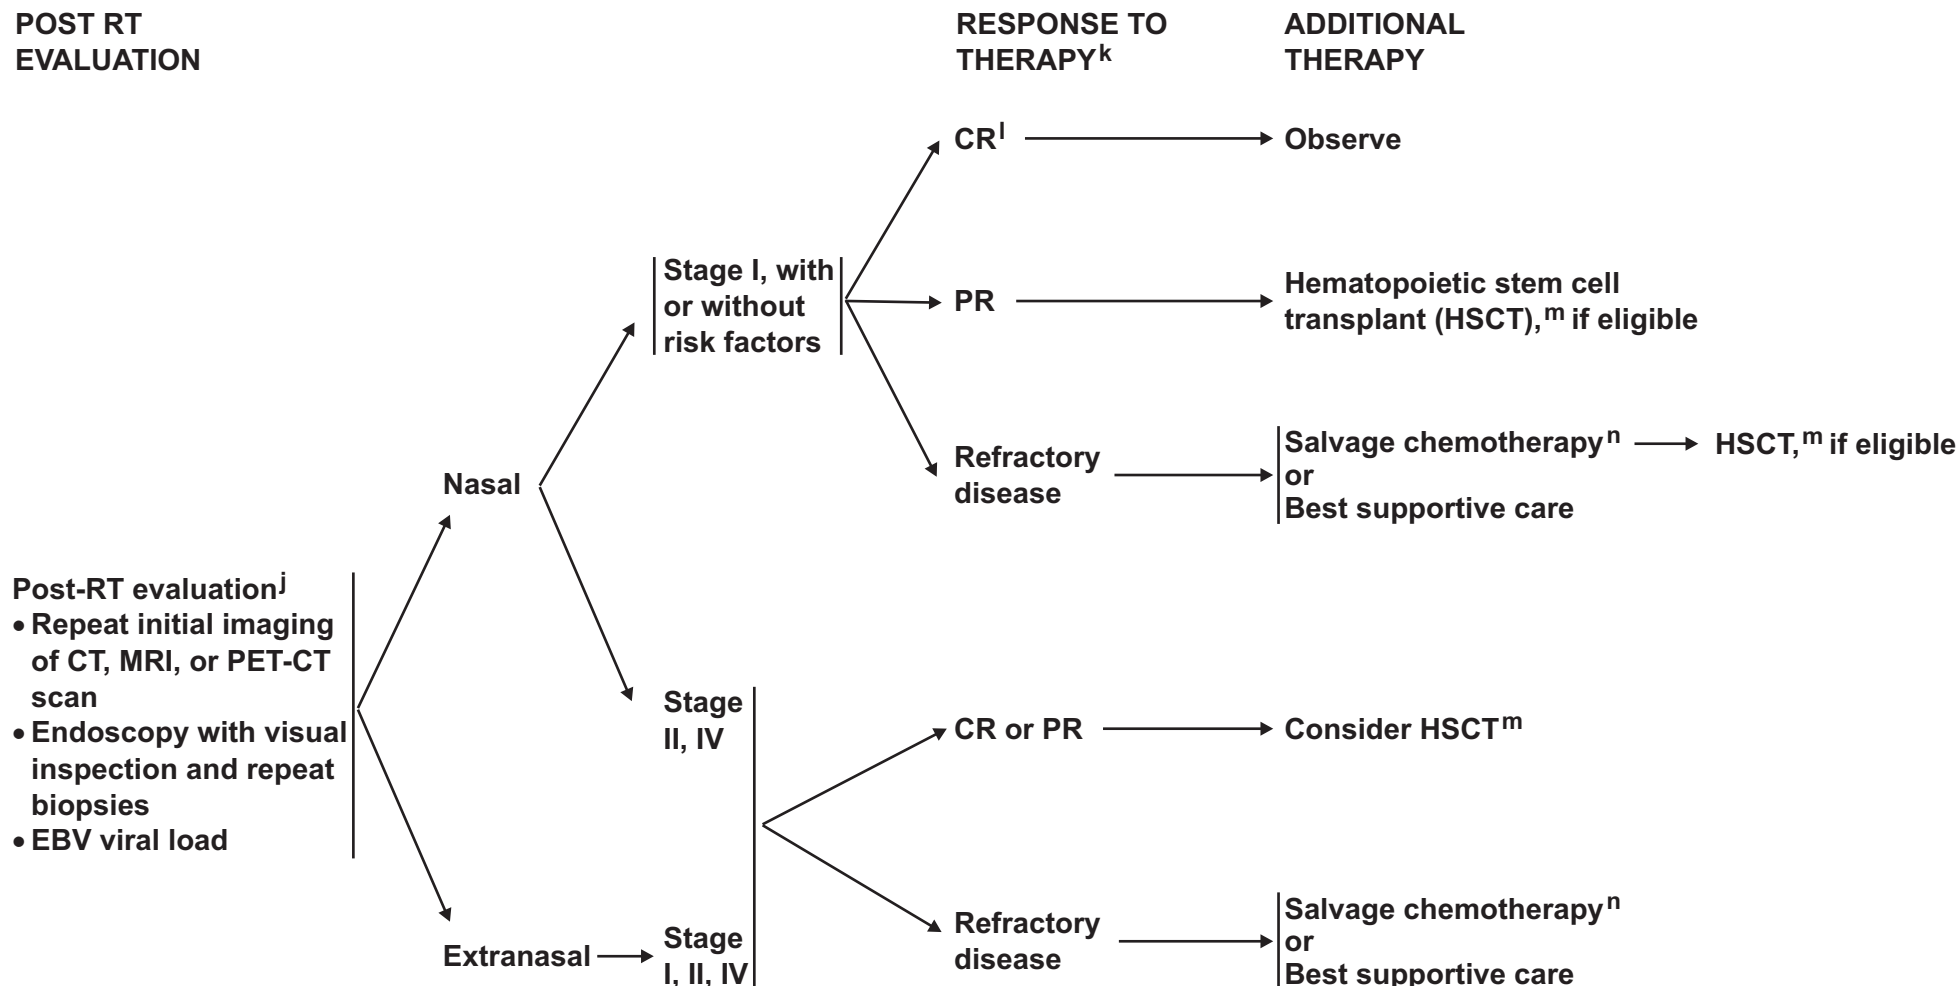 POST RT
EVALUATION
RESPONSE TO
THERAPYk
ADDITIONAL
THERAPY
CRl
Observe
Stage I, with
or without
risk factors
PR
Hematopoietic stem cell
transplant (HSCT),m if eligible
Refractory
disease
Salvage chemotherapyn
or
Best supportive care
HSCT,m if eligible
Nasal
Post-RT evaluationj
• Repeat initial imaging
of CT, MRI, or PET-CT
scan
• Endoscopy with visual
inspection and repeat
biopsies
• EBV viral load
Stage
II, IV
CR or PR
Consider HSCTm
Extranasal
Stage
I, II, IV
Refractory
disease
Salvage chemotherapyn
or
Best supportive care